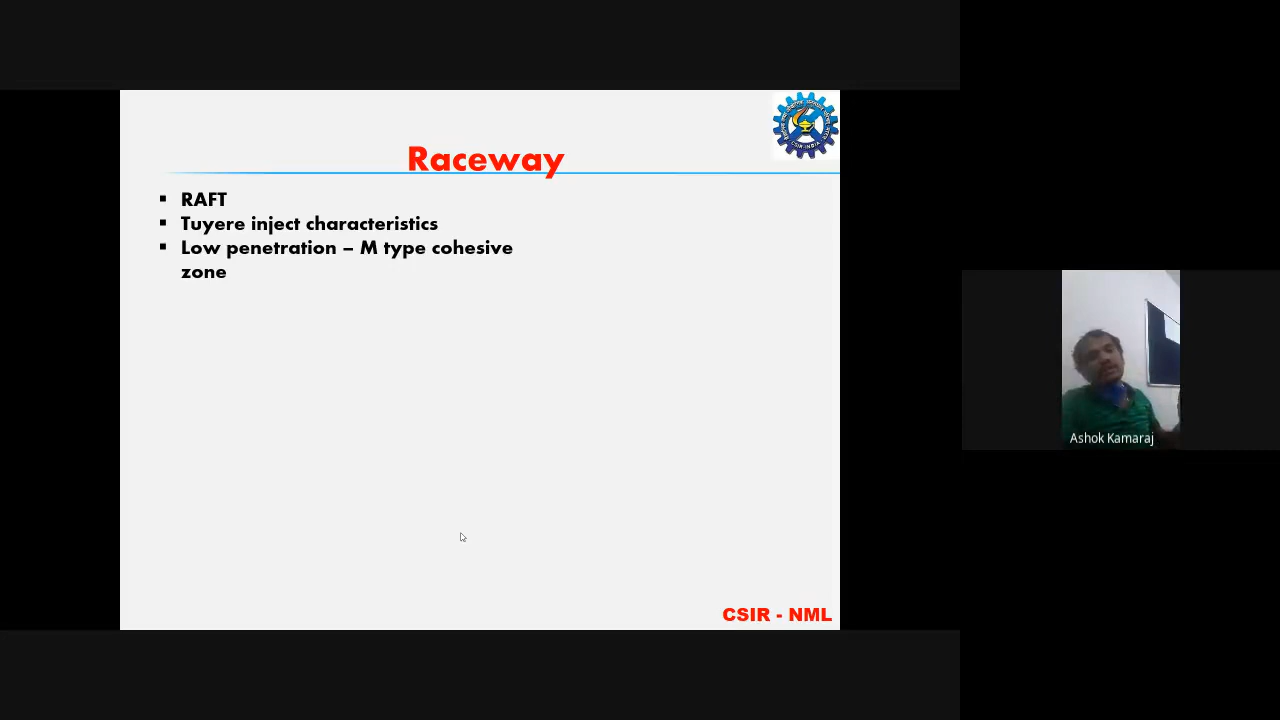 Raceway
RAFT
Tuyere inject characteristics
Low penetration – M type cohesive
zone
CSIR - NML
Ashok Kamaraj